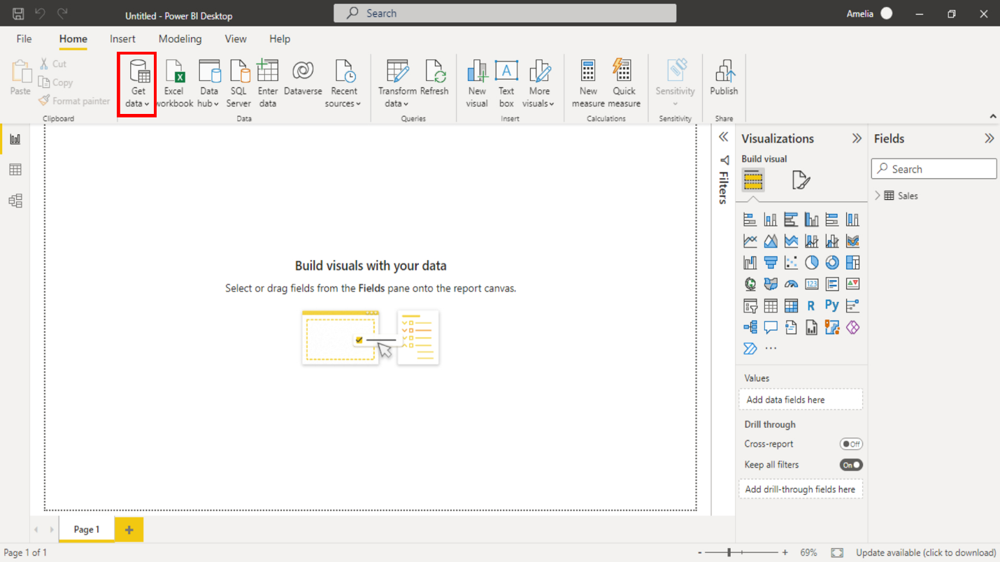 Untitled - Power BI Desktop
Search
Amelia
File
Home
Insert
Modeling
View
Help
Paste
Cut
Copy
Format painter
Clipboard
Get
data
Excel
workbook
Data
hub
SQL
Server
Enter
data
Dataverse
Recent
sources
Data
Transform
data
Refresh
Queries
New
visual
Text
box
More
visuals
Insert
New
measure
Quick
measure
Calculations
Sensitivity
Sensitivity
Publish
Share
Build visuals with your data
Select or drag fields from the Fields pane onto the report canvas.
Filters
Visualizations
Build visual
123
R
Py
Values
Add data fields here
Drill through
Cross-report
Off
Keep all filters
On
Add drill-through fields here
Fields
Search
Sales
Page 1
Page 1 of 1
- + 69%
Update available (click to download)